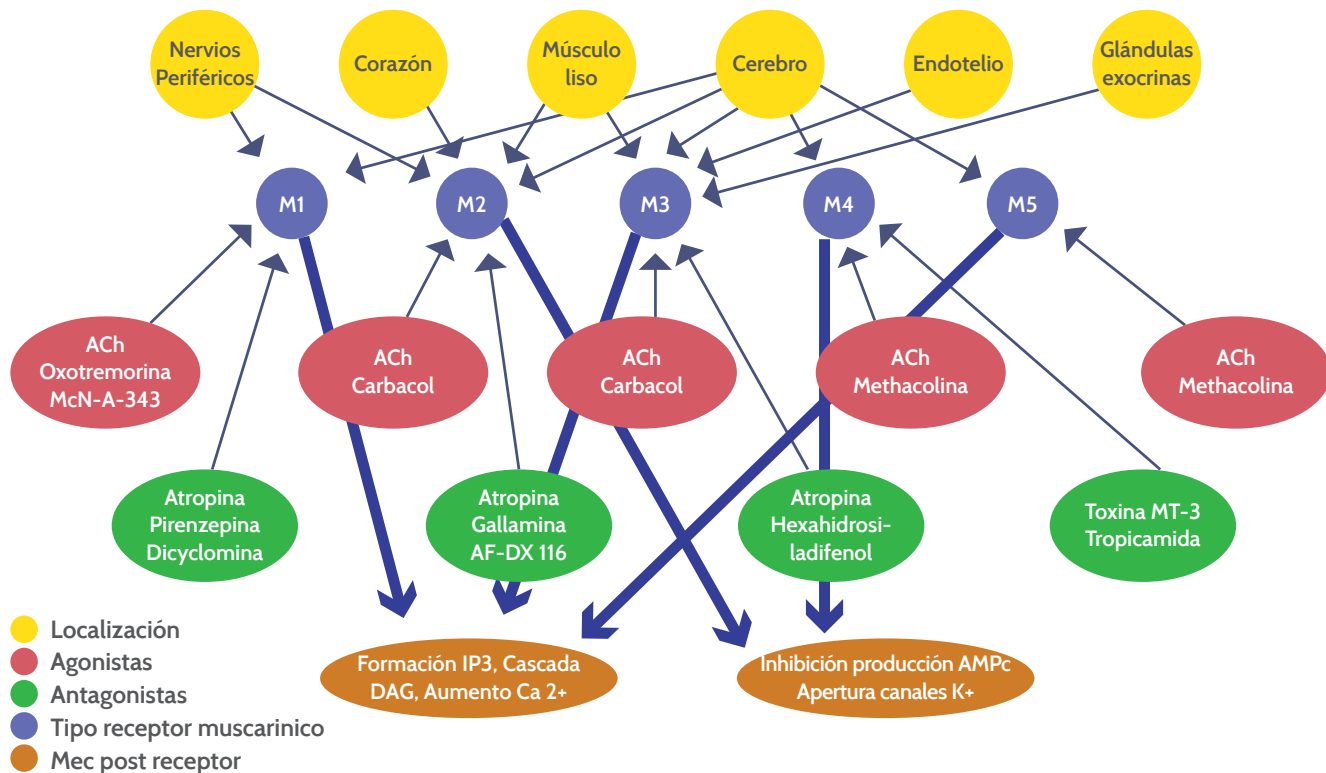 Nervios
Periféricos
Corazón
Músculo
liso
Cerebro
Endotelio
Glándulas
exocrinas
M1
M2
M3
M4
M5
ACh
Oxotremorina
McN-A-343
ACh
Carbacol
ACh
Carbacol
ACh
Methacolina
ACh
Methacolina
Atropina
Pirenzepina
Dicyclomina
Atropina
Gallamina
AF-DX 116
Atropina
Hexahidrosi-
ladifenol
Toxina MT-3
Tropicamida
Formación IP3, Cascada
DAG, Aumento Ca 2+
Inhibición producción AMPc
Apertura canales K+
Localización
Agonistas
Antagonistas
Tipo receptor muscarinico
Mec post receptor